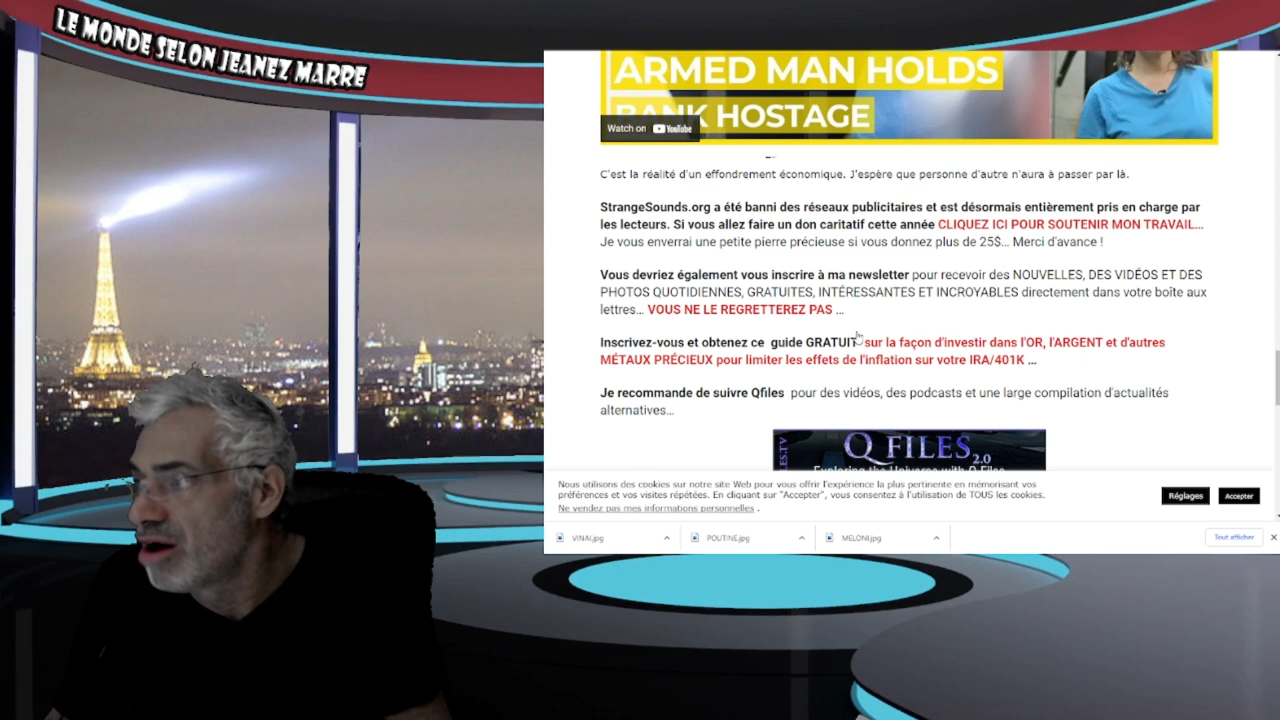 LE MONDE SELON JEANEZ MARRE
ARMED MAN HOLDS
BANK HOSTAGE
Watch on YouTube
C'est la réalité d'un effondrement économique. J'espère que personne d'autre n'aura à passer par là.
StrangeSounds.org a été banni des réseaux publicitaires et est désormais entièrement pris en charge par
les lecteurs. Si vous allez faire un don caritatif cette année CLIQUEZ ICI POUR SOUTENIR MON TRAVAIL...
Je vous enverrai une petite pierre précieuse si vous donnez plus de 25$... Merci d'avance !
Vous devriez également vous inscrire à ma newsletter pour recevoir des NOUVELLES, DES VIDÉOS ET DES
PHOTOS QUOTIDIENNES, GRATUITES, INTÉRESSANTES ET INCROYABLES directement dans votre boîte aux
lettres... VOUS NE LE REGRETTEREZ PAS ...
Inscrivez-vous et obtenez ce guide GRATUIT sur la façon d'investir dans l'OR, l'ARGENT et d'autres
MÉTAUX PRÉCIEUX pour limiter les effets de l'inflation sur votre IRA/401K ...
Je recommande de suivre Qfiles pour des vidéos, des podcasts et une large compilation d'actualités
alternatives...
Q FILES 2.0
Exploring the Universe with Q Files
Nous utilisons des cookies sur notre site Web pour vous offrir l'expérience la plus pertinente en mémorisant vos
préférences et vos visites répétées. En cliquant sur "Accepter", vous consentez à l'utilisation de TOUS les cookies.
Ne vendez pas mes informations personnelles .
Réglages
Accepter
VINAI.jpg
POUTINE.jpg
MELONI.jpg
Tout afficher